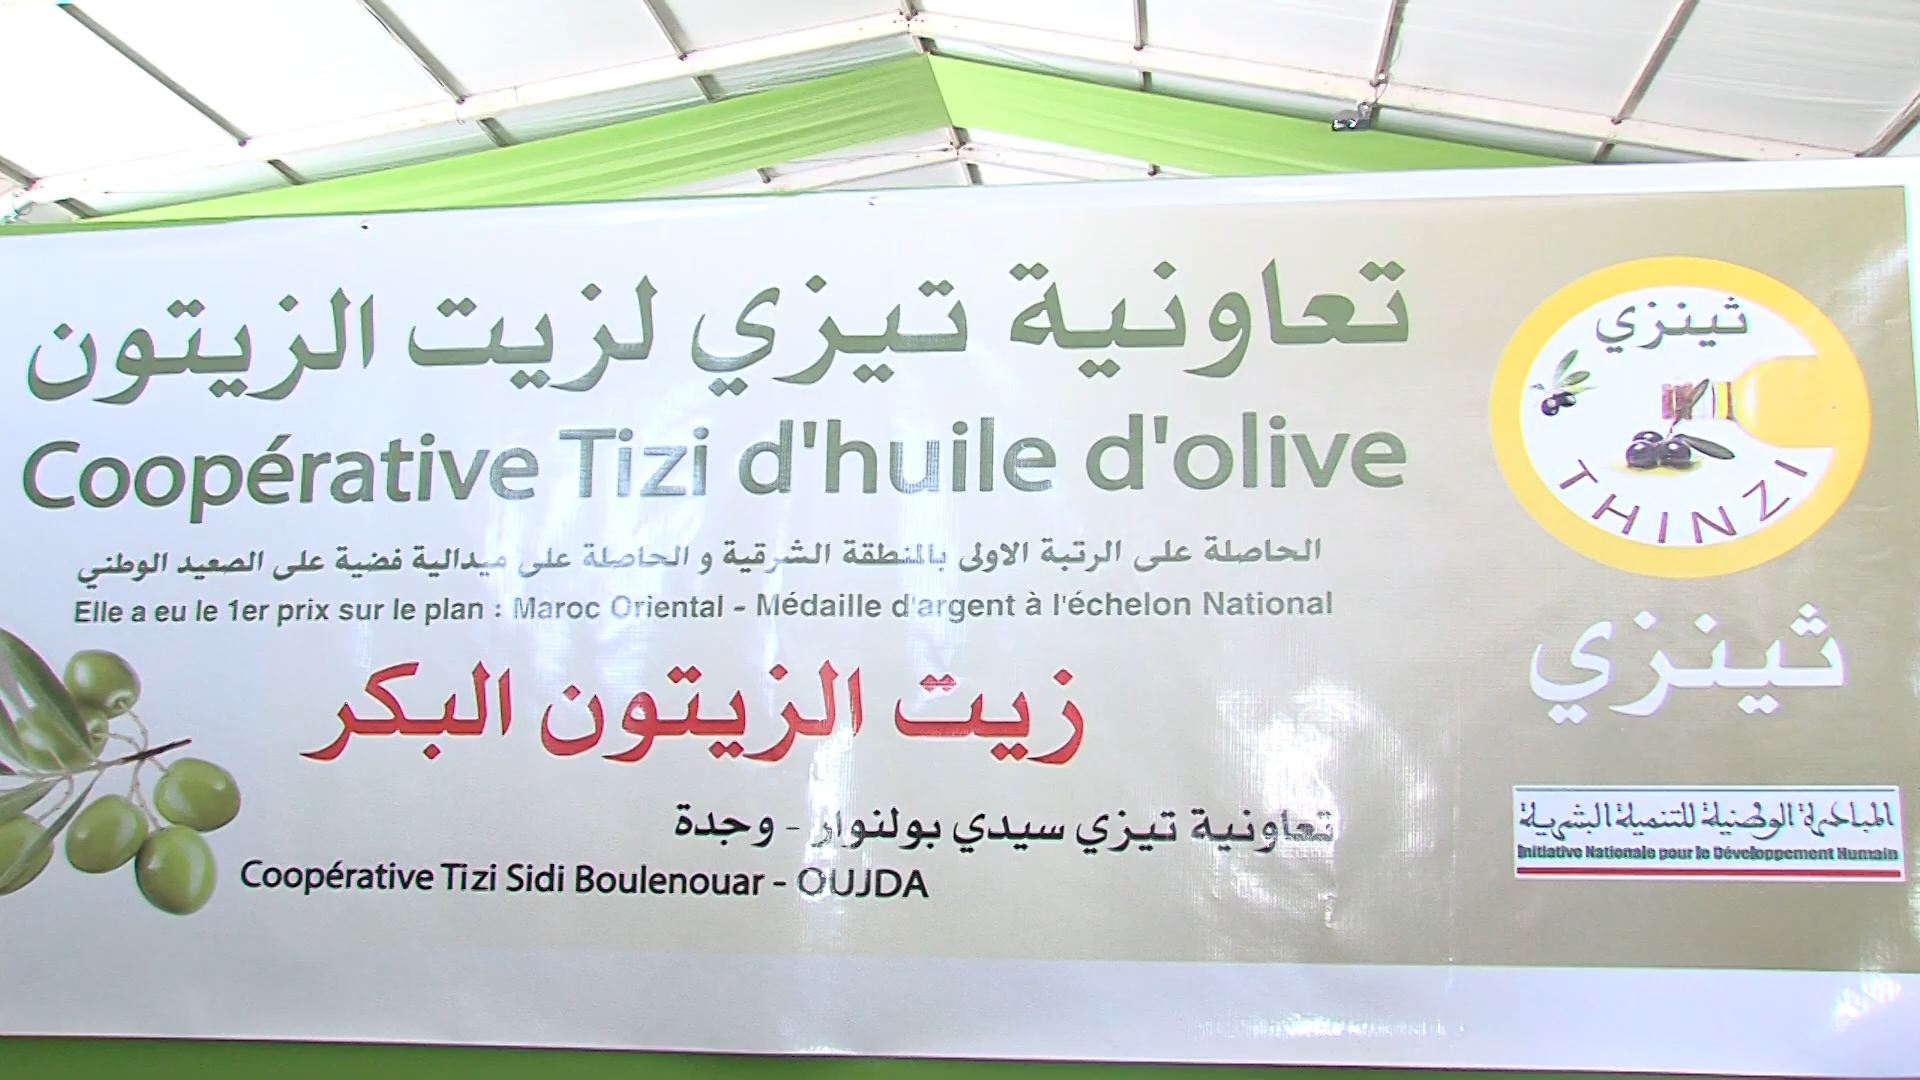 تعاونية تيزي لزيت الزيتون
Coopérative Tizi d'huile d'olive
الحاصلة على الرتبة الاولى بالمنطقة الشرقية و الحاصلة على ميدالية فضية على الصعيد الوطني
Elle a eu le 1er prix sur le plan : Maroc Oriental - Médaille d'argent à l'échelon National
زيت الزيتون البكر
تعاونية تيزي سيدي بولنوار - وجدة
Coopérative Tizi Sidi Boulenouar - OUJDA
ثينزي
THINZI
ثينزي
المبادرة الوطنية للتنمية البشرية
Initiative Nationale pour le Développement Humain